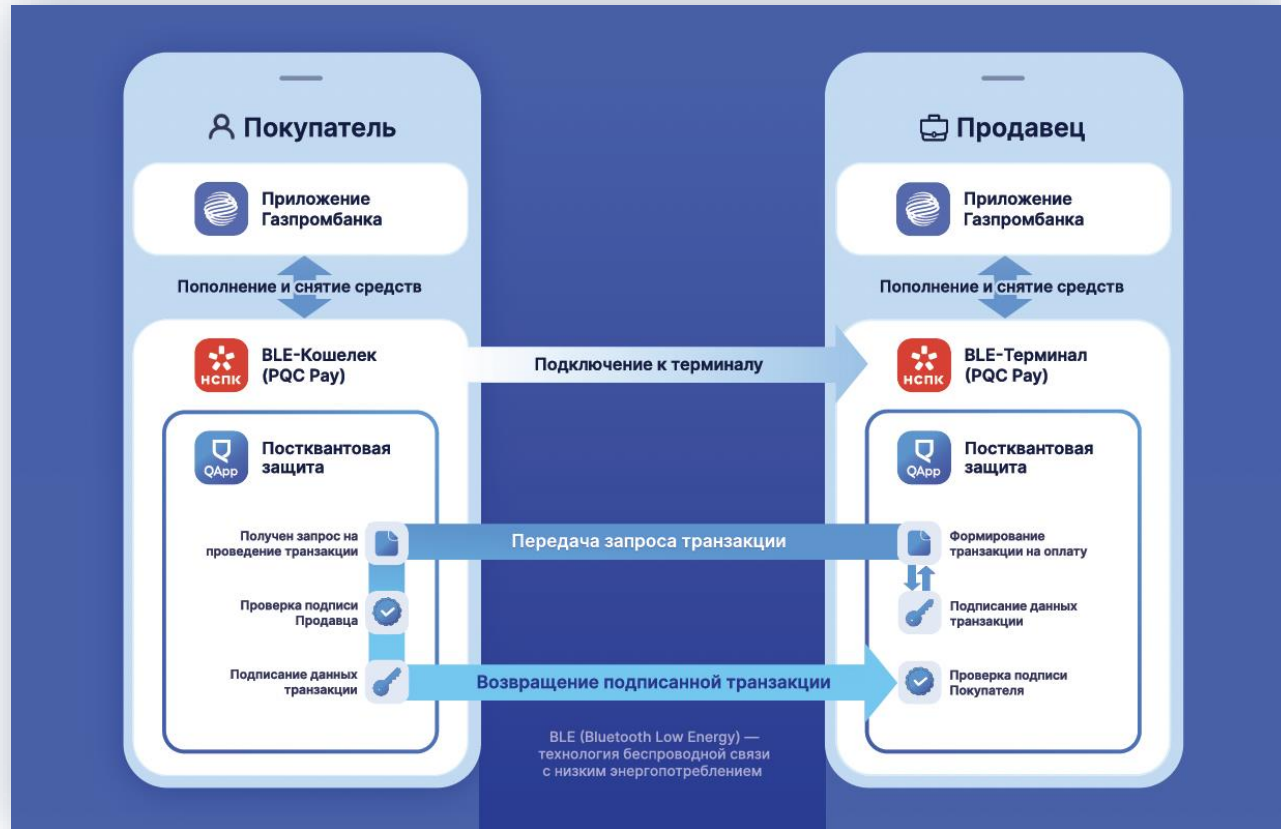 Покупатель
Приложение
Газпромбанка
Пополнение и снятие средств
нспк
BLE-Кошелек
(PQC Pay)
QApp
Постквантовая
защита
Получен запрос на
проведение транзакции
Проверка подписи
Продавца
Подписание данных
транзакции
Подключение к терминалу
Передача запроса транзакции
Возвращение подписанной транзакции
BLE (Bluetooth Low Energy) —
технология беспроводной связи
с низким энергопотреблением
Продавец
Приложение
Газпромбанка
Пополнение и снятие средств
нспк
BLE-Терминал
(PQC Pay)
QApp
Постквантовая
защита
Формирование
транзакции на оплату
Подписание данных
транзакции
Проверка подписи
Покупателя